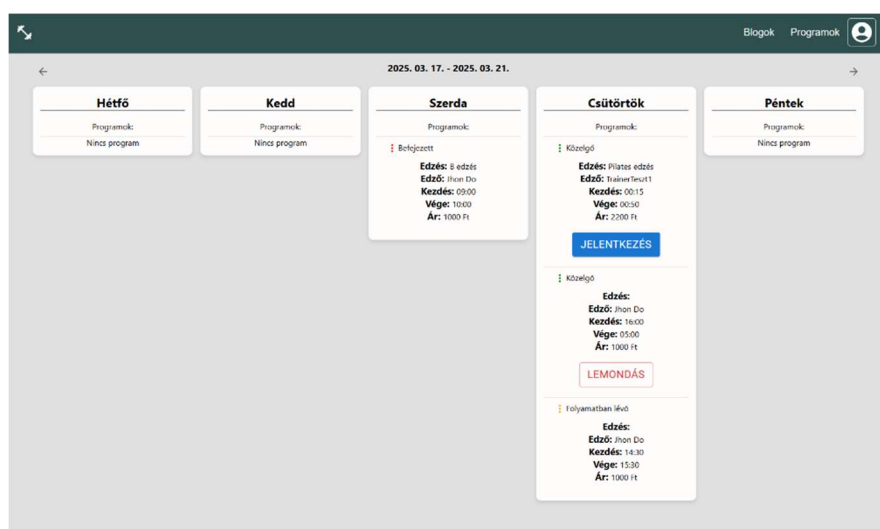 Blogok Programok
2025. 03. 17. - 2025. 03. 21.
Hétfő
Programok:
Nincs program
Kedd
Programok:
Nincs program
Szerda
Programok:
Befejezett
Edzés: B edzés
Edző: Jhon Do
Kezdés: 09:00
Vége: 10:00
Ár: 1000 Ft
Csütörtök
Programok:
Közelgő
Edzés: Pilates edzés
Edző: TrainerTeszt1
Kezdés: 00:15
Vége: 00:50
Ár: 2200 Ft
JELENTKEZÉS
Közelgő
Edzés:
Edző: Jhon Do
Kezdés: 16:00
Vége: 05:00
Ár: 1000 Ft
LEMONDÁS
Folyamatban lévő
Edzés:
Edző: Jhon Do
Kezdés: 14:30
Vége: 15:30
Ár: 1000 Ft
Péntek
Programok:
Nincs program